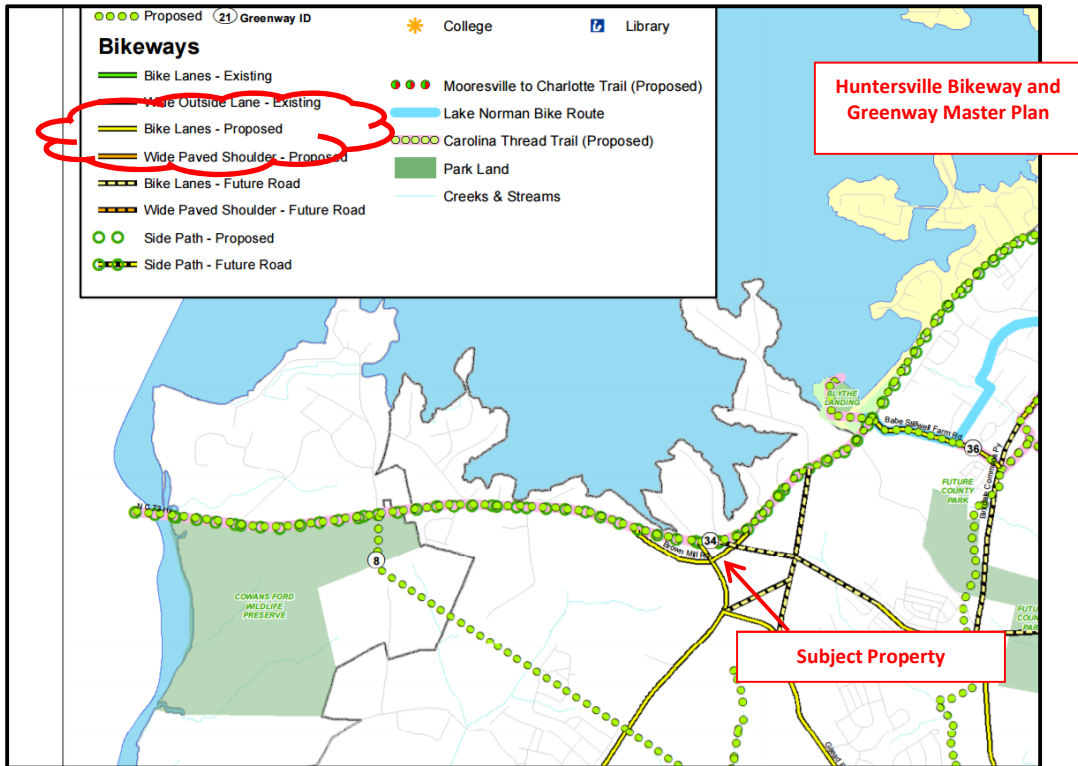 Proposed 21 Greenway ID
College
Library
Bikeways
Bike Lanes - Existing
Wide Outside Lane - Existing
Bike Lanes - Proposed
Wide Paved Shoulder - Proposed
Bike Lanes - Future Road
Wide Paved Shoulder - Future Road
Side Path - Proposed
Side Path - Future Road
Mooresville to Charlotte Trail (Proposed)
Lake Norman Bike Route
Carolina Thread Trail (Proposed)
Park Land
Creeks & Streams
Huntersville Bikeway and
Greenway Master Plan
BLYTHE
LANDING
Babe Stillwell Farm Rd
36
FUTURE
COUNTY
PARK
34
Brown Mill Rd
8
COWANS FORD
WILDLIFE
PRESERVE
Subject Property